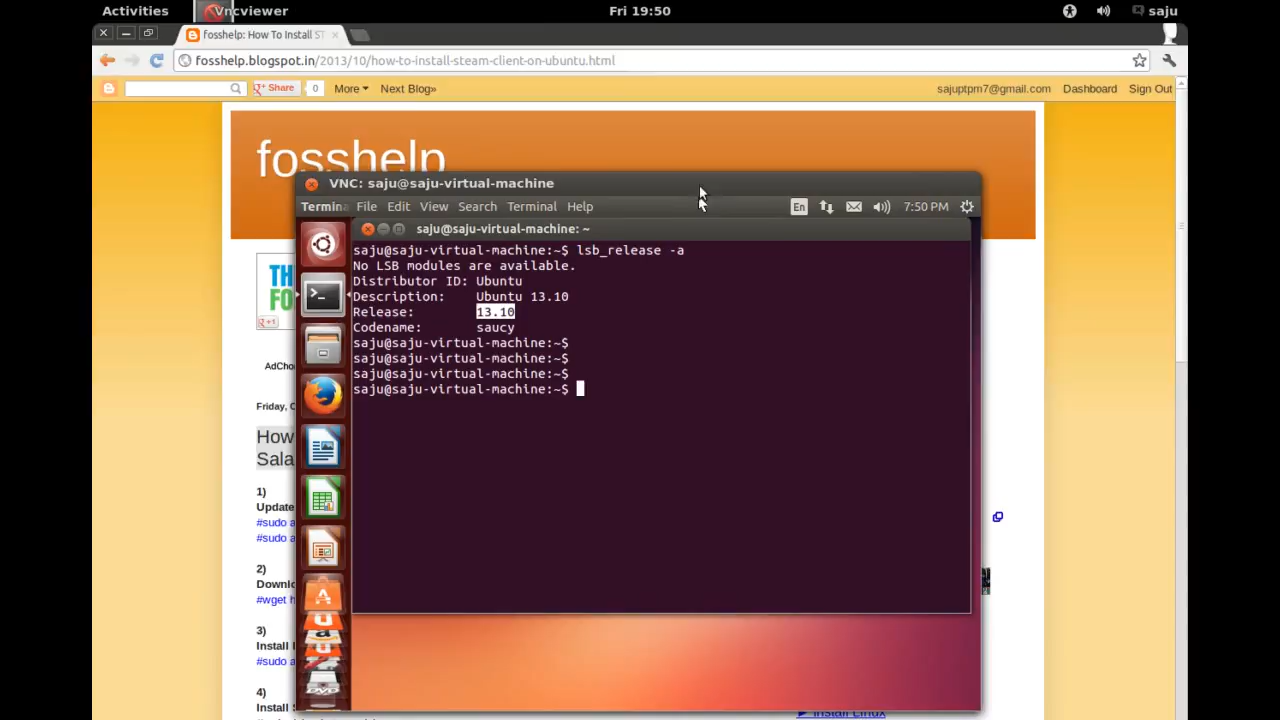 Activities
Vncviewer
Fri 19:50
saju
fosshelp: How To Install ST
fosshelp.blogspot.in/2013/10/how-to-install-steam-client-on-ubuntu.html
Share 0 More Next Blog» sajuptpm7@gmail.com Dashboard Sign Out
fosshelp
VNC: saju@saju-virtual-machine
File Edit View Search Terminal Help En 7:50 PM
saju@saju-virtual-machine: ~
saju@saju-virtual-machine:~$ lsb_release -a
No LSB modules are available.
Distributor ID: Ubuntu
Description: Ubuntu 13.10
Release: 13.10
Codename: saucy
saju@saju-virtual-machine:~$
saju@saju-virtual-machine:~$
saju@saju-virtual-machine:~$
saju@saju-virtual-machine:~$
+1
How
Sala
1)
Update
#sudo a
#sudo a
2)
#wget h
3)
Install
#sudo a
4)
Install
DVD
Install Linux